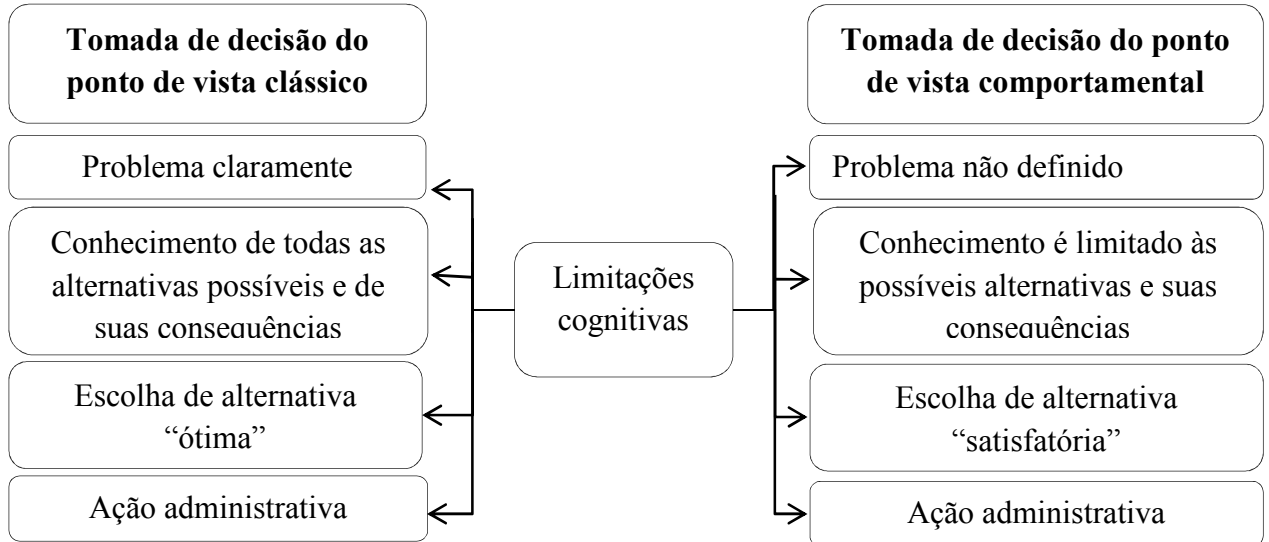 Tomada de decisão do
ponto de vista clássico
Problema claramente
Conhecimento de todas as
alternativas possíveis e de
suas consequências
Escolha de alternativa
“ótima”
Ação administrativa
Limitações
cognitivas
Tomada de decisão do ponto
de vista comportamental
Problema não definido
Conhecimento é limitado às
possíveis alternativas e suas
consequências
Escolha de alternativa
“satisfatória”
Ação administrativa